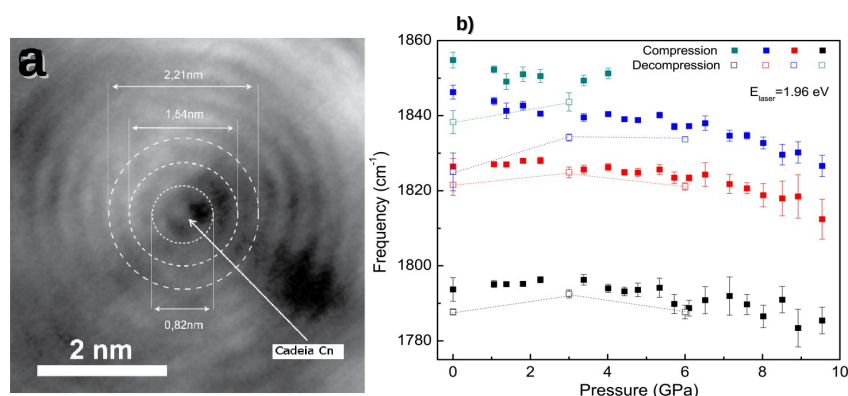 a
2,21nm
1,54nm
0,82nm
Cadeia Cn
2 nm
b)
1860
1840
1820
1800
1780
Frequency (cm⁻¹)
Compression
Decompression
E_laser=1.96 eV
0
2
4
6
8
10
Pressure (GPa)